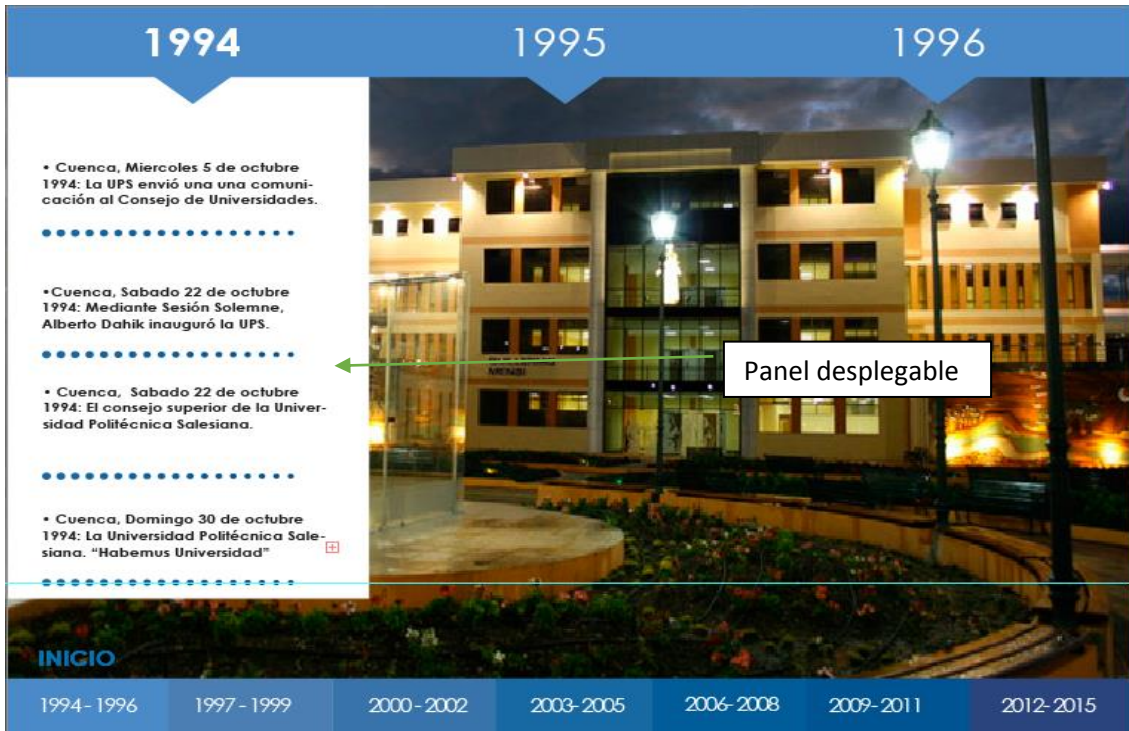 1994 1995 1996
• Cuenca, Miercoles 5 de octubre
1994: La UPS envió una una comuni-
cación al Consejo de Universidades.
•Cuenca, Sabado 22 de octubre
1994: Mediante Sesión Solemne,
Alberto Dahik inauguró la UPS.
• Cuenca, Sabado 22 de octubre
1994: El consejo superior de la Univer-
sidad Politécnica Salesiana.
• Cuenca, Domingo 30 de octubre
1994: La Universidad Politécnica Sale-
siana. “Habemus Universidad”
Panel desplegable
INICIO
1994-1996 1997-1999 2000-2002 2003-2005 2006-2008 2009-2011 2012-2015